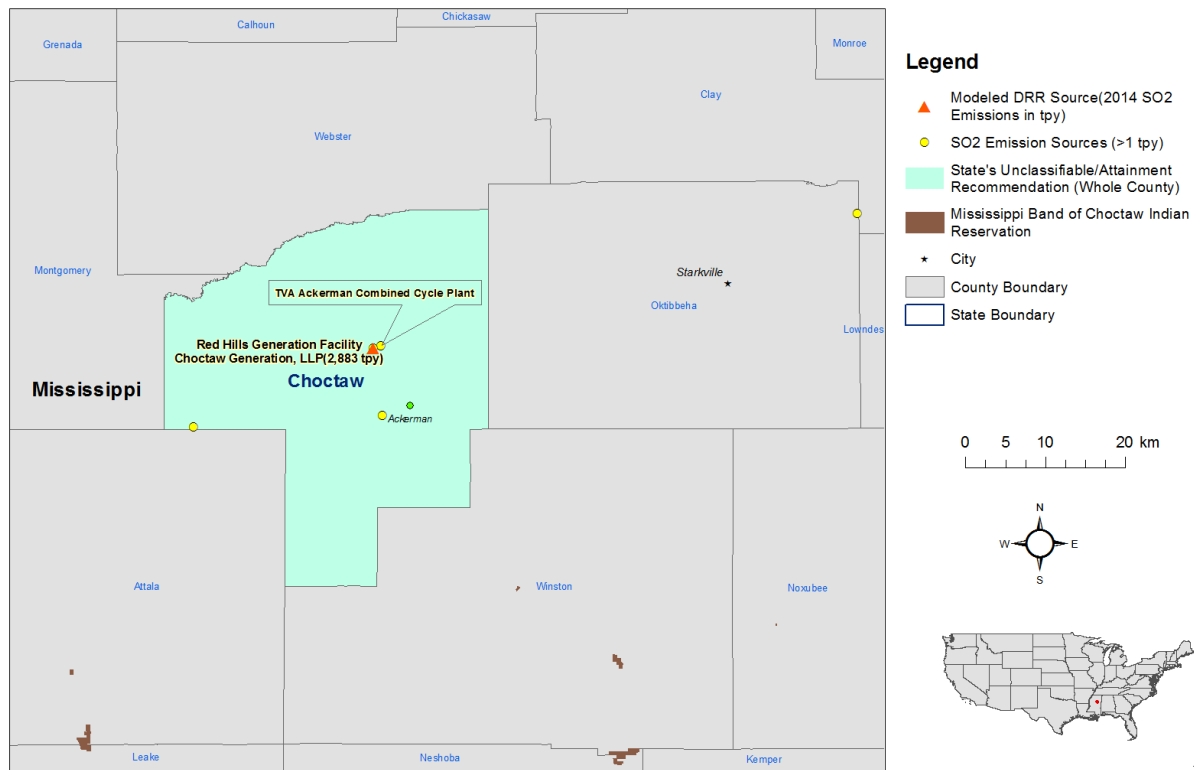 Chickasaw
Calhoun
Grenada
Monroe
Clay
Webster
Montgomery
Starkville
Oktibbeha
Lowndes
TVA Ackerman Combined Cycle Plant
Red Hills Generation Facility
Choctaw Generation, LLP(2,883 tpy)
Choctaw
Mississippi
Ackerman
Attala
Winston
Noxubee
Leake
Neshoba
Kemper
Legend
Modeled DRR Source(2014 SO2
Emissions in tpy)
SO2 Emission Sources (>1 tpy)
State's Unclassifiable/Attainment
Recommendation (Whole County)
Mississippi Band of Choctaw Indian
Reservation
City
County Boundary
State Boundary
0 5 10 20 km
N
W E
S